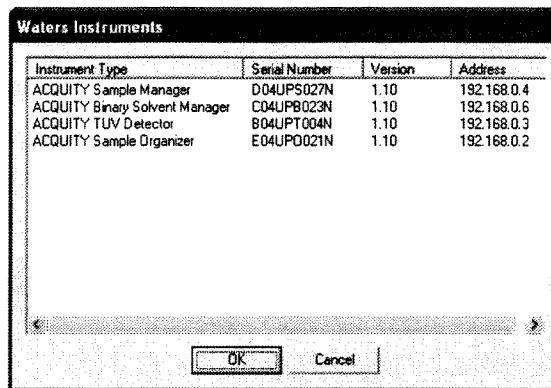 Waters Instruments
Instrument Type Serial Number Version Address
ACQUITY Sample Manager D04UPS027N 1.10 192.168.0.4
ACQUITY Binary Solvent Manager C04UPB023N 1.10 192.168.0.6
ACQUITY TUV Detector B04UPT004N 1.10 192.168.0.3
ACQUITY Sample Organizer E04UPO021N 1.10 192.168.0.2
OK Cancel